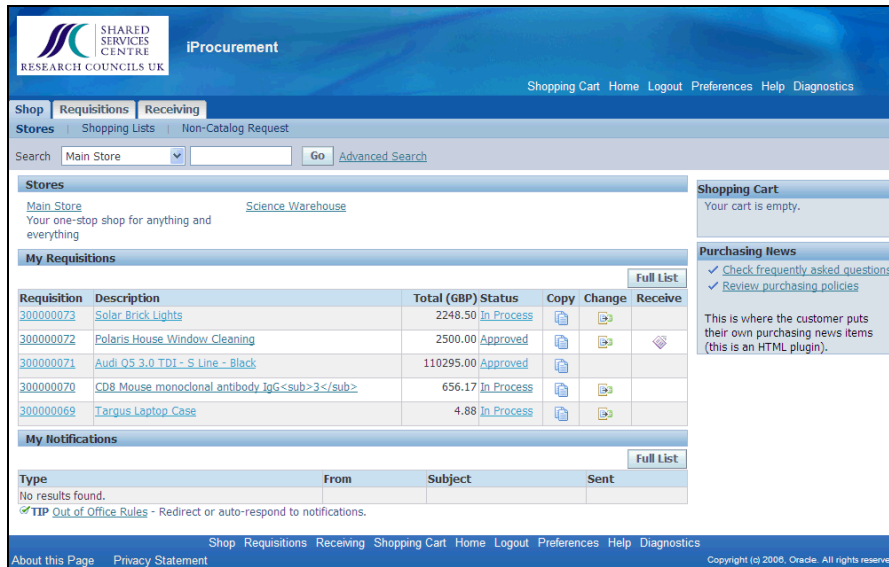 SHARED
SERVICES
CENTRE
RESEARCH COUNCILS UK
iProcurement
Shopping Cart Home Logout Preferences Help Diagnostics
Shop Requisitions Receiving
Stores | Shopping Lists | Non-Catalog Request
Search Main Store Go Advanced Search
Stores
Main Store Science Warehouse
Your one-stop shop for anything and
everything
My Requisitions
Full List
Requisition Description Total (GBP) Status Copy Change Receive
300000073 Solar Brick Lights 2248.50 In Process
300000072 Polaris House Window Cleaning 2500.00 Approved
300000071 Audi Q5 3.0 TDI - S Line - Black 110295.00 Approved
300000070 CD8 Mouse monoclonal antibody IgG<sub>3</sub> 656.17 In Process
300000069 Targus Laptop Case 4.88 In Process
My Notifications
Full List
Type From Subject Sent
No results found.
TIP Out of Office Rules - Redirect or auto-respond to notifications.
Shopping Cart
Your cart is empty.
Purchasing News
Check frequently asked questions
Review purchasing policies
This is where the customer puts
their own purchasing news items
(this is an HTML plugin).
Shop Requisitions Receiving Shopping Cart Home Logout Preferences Help Diagnostics
About this Page Privacy Statement Copyright (c) 2006, Oracle. All rights reserve